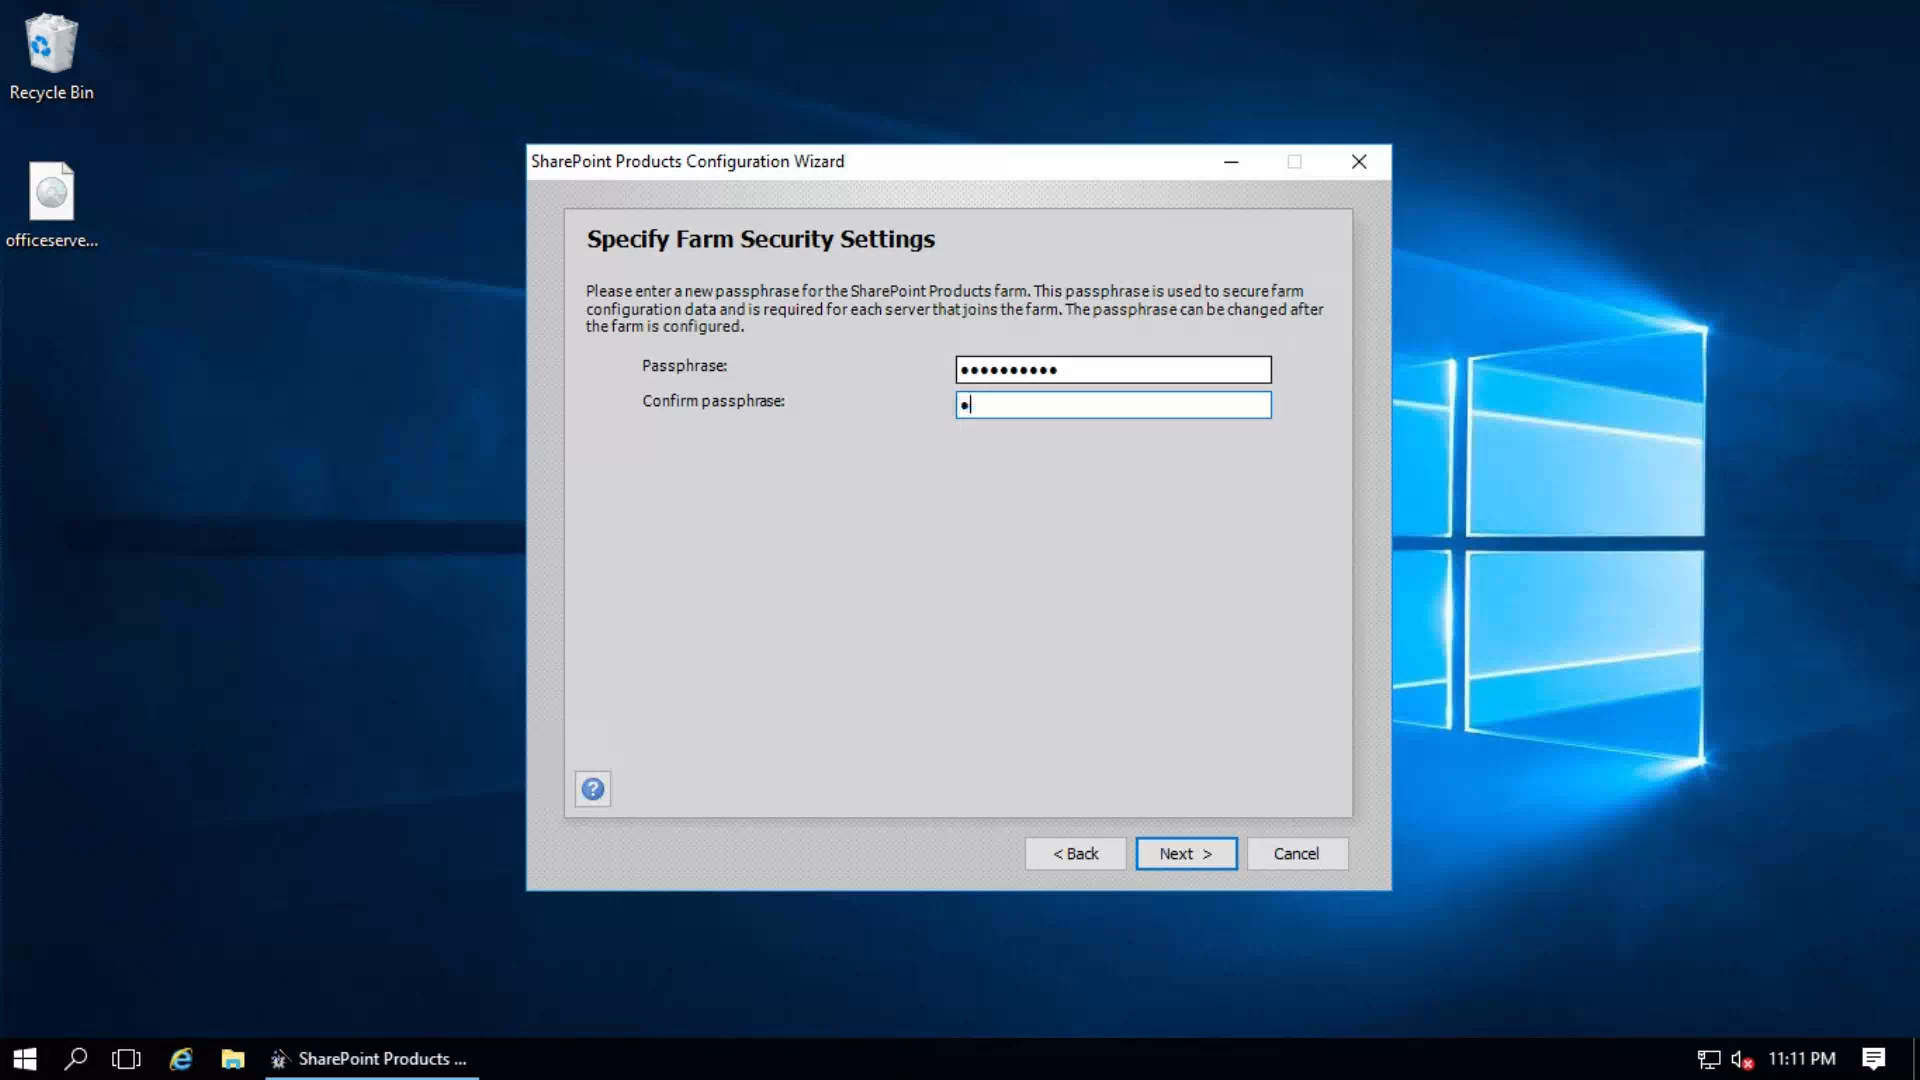 Recycle Bin
officeserve...
SharePoint Products Configuration Wizard
Specify Farm Security Settings
Please enter a new passphrase for the SharePoint Products farm. This passphrase is used to secure farm
configuration data and is required for each server that joins the farm. The passphrase can be changed after
the farm is configured.
Passphrase: ●●●●●●●●●●
Confirm passphrase: ●
?
< Back
Next >
Cancel
SharePoint Products ...
11:11 PM